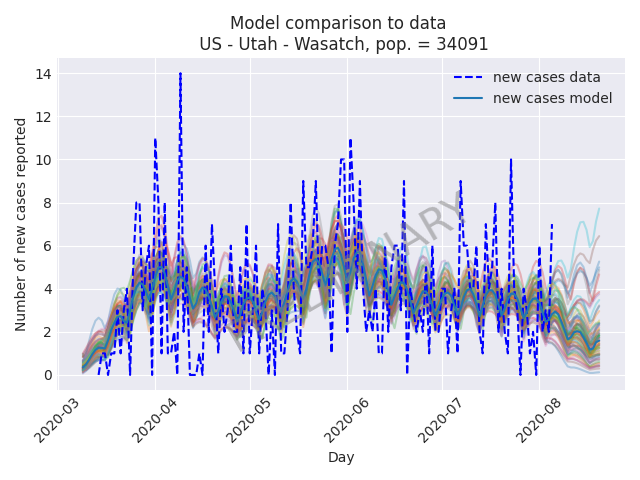 Model comparison to data
US - Utah - Wasatch, pop. = 34091
new cases data
new cases model
Number of new cases reported
14
12
10
8
6
4
2
0
2020-03
2020-04
2020-05
2020-06
2020-07
2020-08
Day